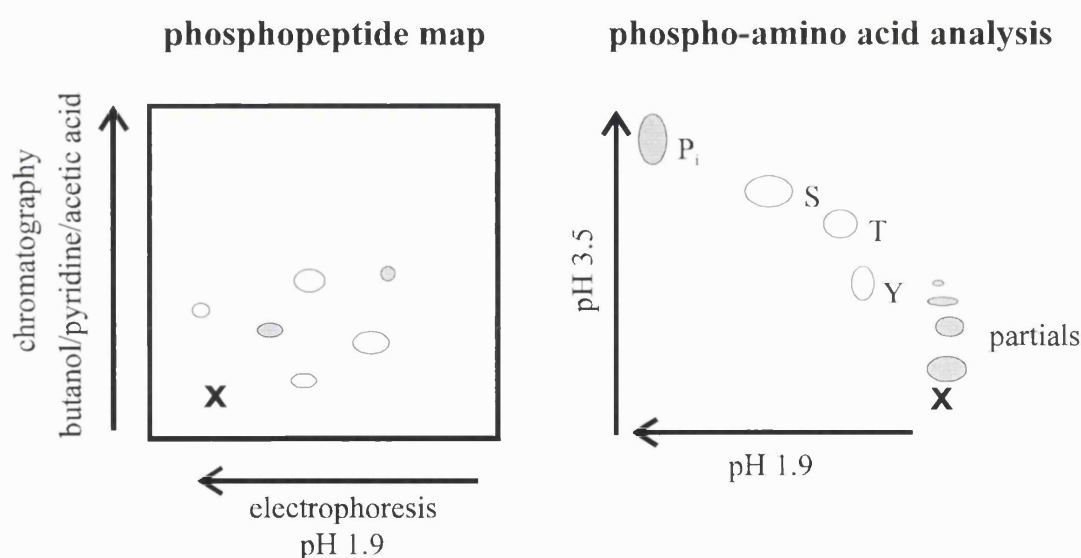 phosphopeptide map
chromatography
butanol/pyridine/acetic acid
X
electrophoresis
pH 1.9
phospho-amino acid analysis
pH 3.5
Pi
S
T
Y
partials
X
pH 1.9